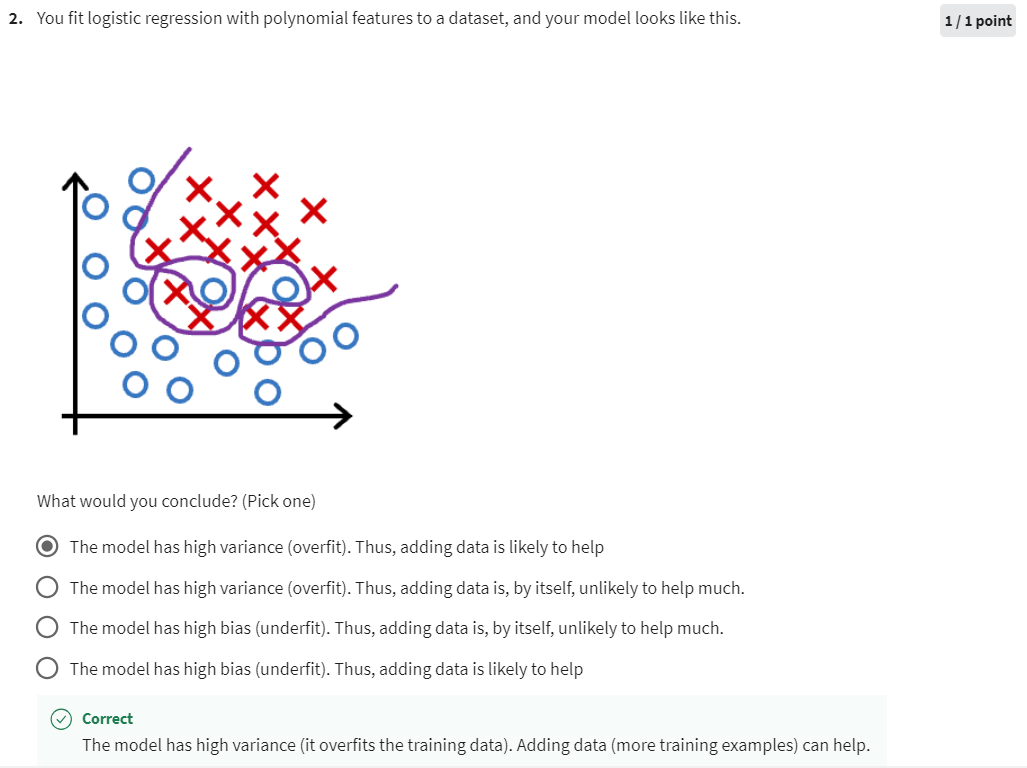 2. You fit logistic regression with polynomial features to a dataset, and your model looks like this.
1 / 1 point
What would you conclude? (Pick one)
The model has high variance (overfit). Thus, adding data is likely to help
The model has high variance (overfit). Thus, adding data is, by itself, unlikely to help much.
The model has high bias (underfit). Thus, adding data is, by itself, unlikely to help much.
The model has high bias (underfit). Thus, adding data is likely to help
Correct
The model has high variance (it overfits the training data). Adding data (more training examples) can help.